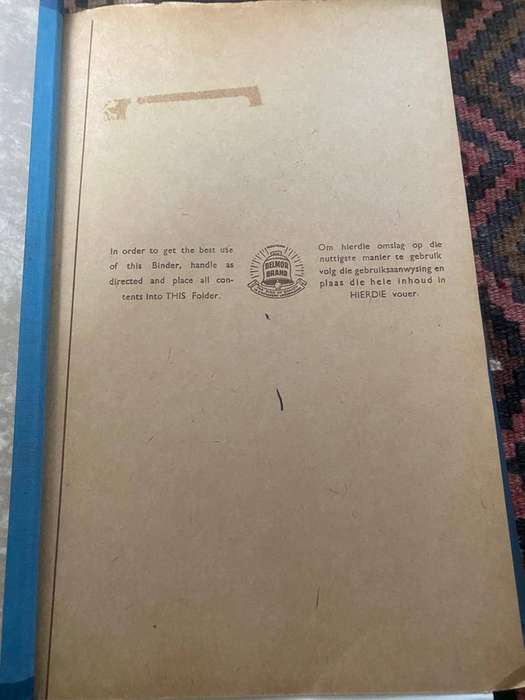 In order to get the best use
of this Binder, handle as
directed and place all con-
tents into THIS Folder.
BELMOR
BRAND
Om hierdie omslag op die
nuttigste manier te gebruik
volg die gebruiksaanwysing en
plaas die hele inhoud in
HIERDIE vouer.